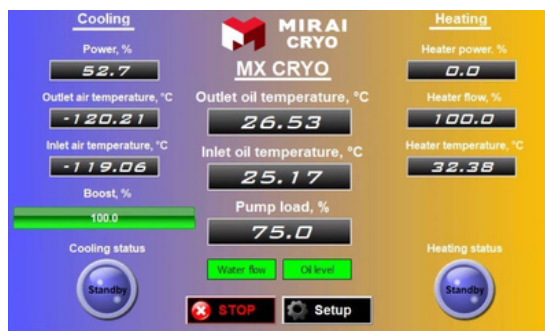 Cooling
Power, %
52.7
Outlet air temperature, °C
-120.21
Inlet air temperature, °C
-119.06
Boost, %
100.0
Cooling status
Standby
MIRAI
CRYO
MX CRYO
Outlet oil temperature, °C
26.53
Inlet oil temperature, °C
25.17
Pump load, %
75.0
Water flow
Oil level
STOP
Setup
Heating
Heater power. %
0.0
Heater flow, %
100.0
Heater temperature, °C
32.38
Heating status
Standby